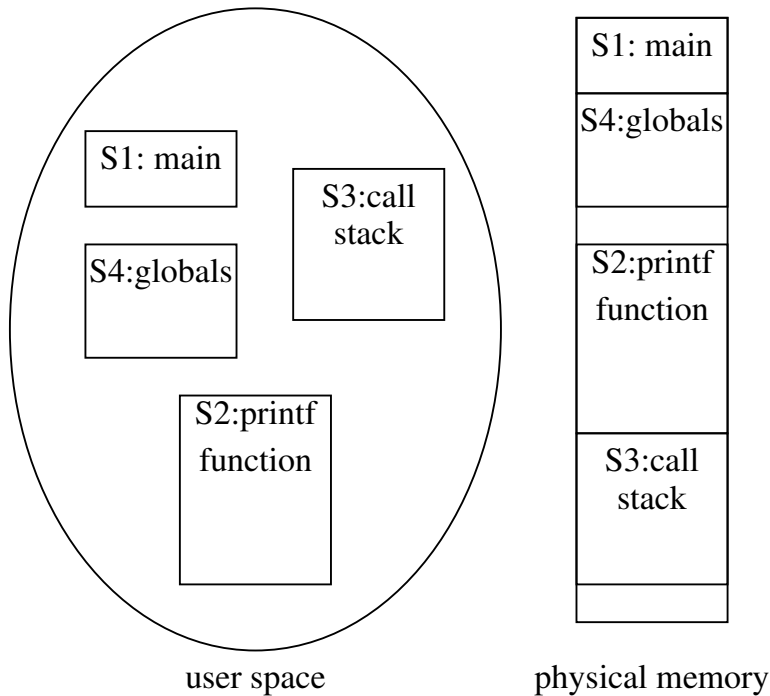 S1: main
S3:call
stack
S4:globals
S2:printf
function
user space
S1: main
S4:globals
S2:printf
function
S3:call
stack
physical memory